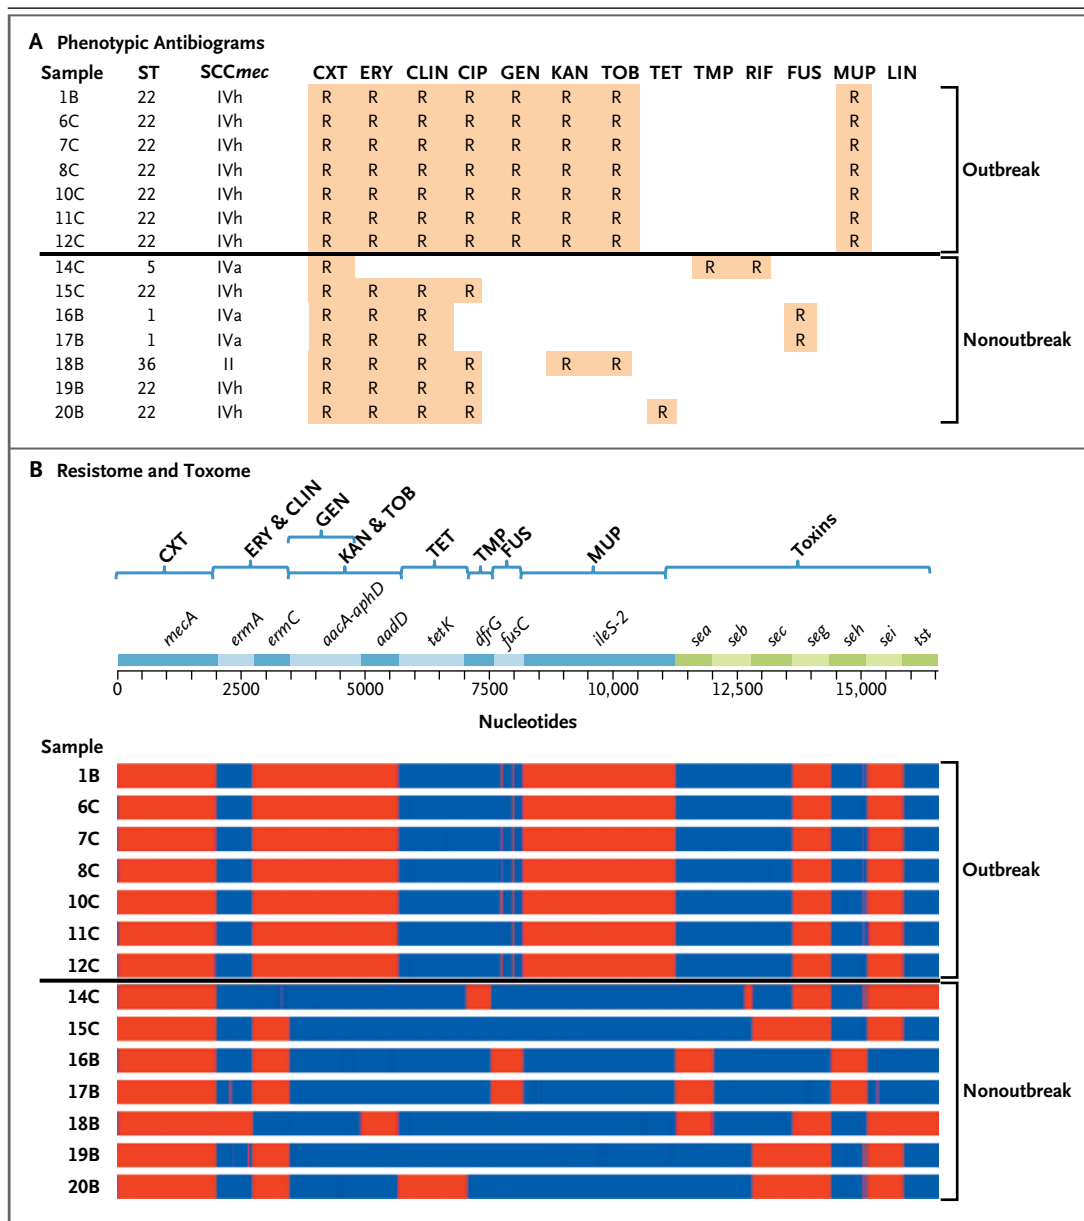 A Phenotypic Antibiograms
Sample ST SCCmec CXT ERY CLIN CIP GEN KAN TOB TET TMP RIF FUS MUP LIN
1B 22 IVh R R R R R R R R
6C 22 IVh R R R R R R R R
7C 22 IVh R R R R R R R R
8C 22 IVh R R R R R R R R
Outbreak
10C 22 IVh R R R R R R R R
11C 22 IVh R R R R R R R R
12C 22 IVh R R R R R R R R
14C 5 IVa R R R
15C 22 IVh R R R R
16B 1 IVa R R R R
17B 1 IVa R R R R
Nonoutbreak
18B 36 II R R R R R R
19B 22 IVh R R R R
20B 22 IVh R R R R R
B Resistome and Toxome
CXT ERY & CLIN GEN KAN & TOB TET TMP FUS MUP Toxins
mecA ermA ermC aacA-aphD aadD tetK dfrG fusC ileS-2 sea seb sec seg seh sei tst
0 2500 5000 7500 10,000 12,500 15,000
Nucleotides
Sample
1B
6C
7C
8C
Outbreak
10C
11C
12C
14C
15C
16B
17B
Nonoutbreak
18B
19B
20B